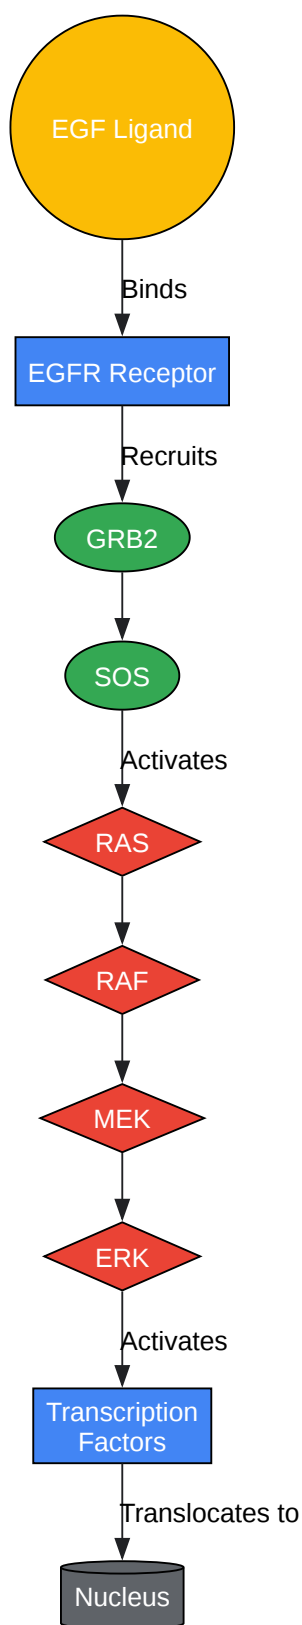 EGF Ligand
Binds
EGFR Receptor
Recruits
GRB2
SOS
Activates
RAS
RAF
MEK
ERK
Activates
Transcription
Factors
Translocates to
Nucleus